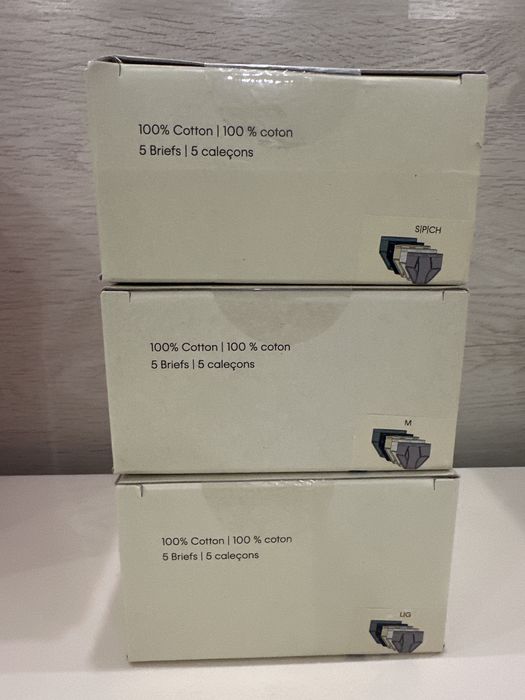 100% Cotton | 100 % coton
5 Briefs | 5 caleçons
S|P|CH
100% Cotton | 100 % coton
5 Briefs | 5 caleçons
M
100% Cotton | 100 % coton
5 Briefs | 5 caleçons
L|G